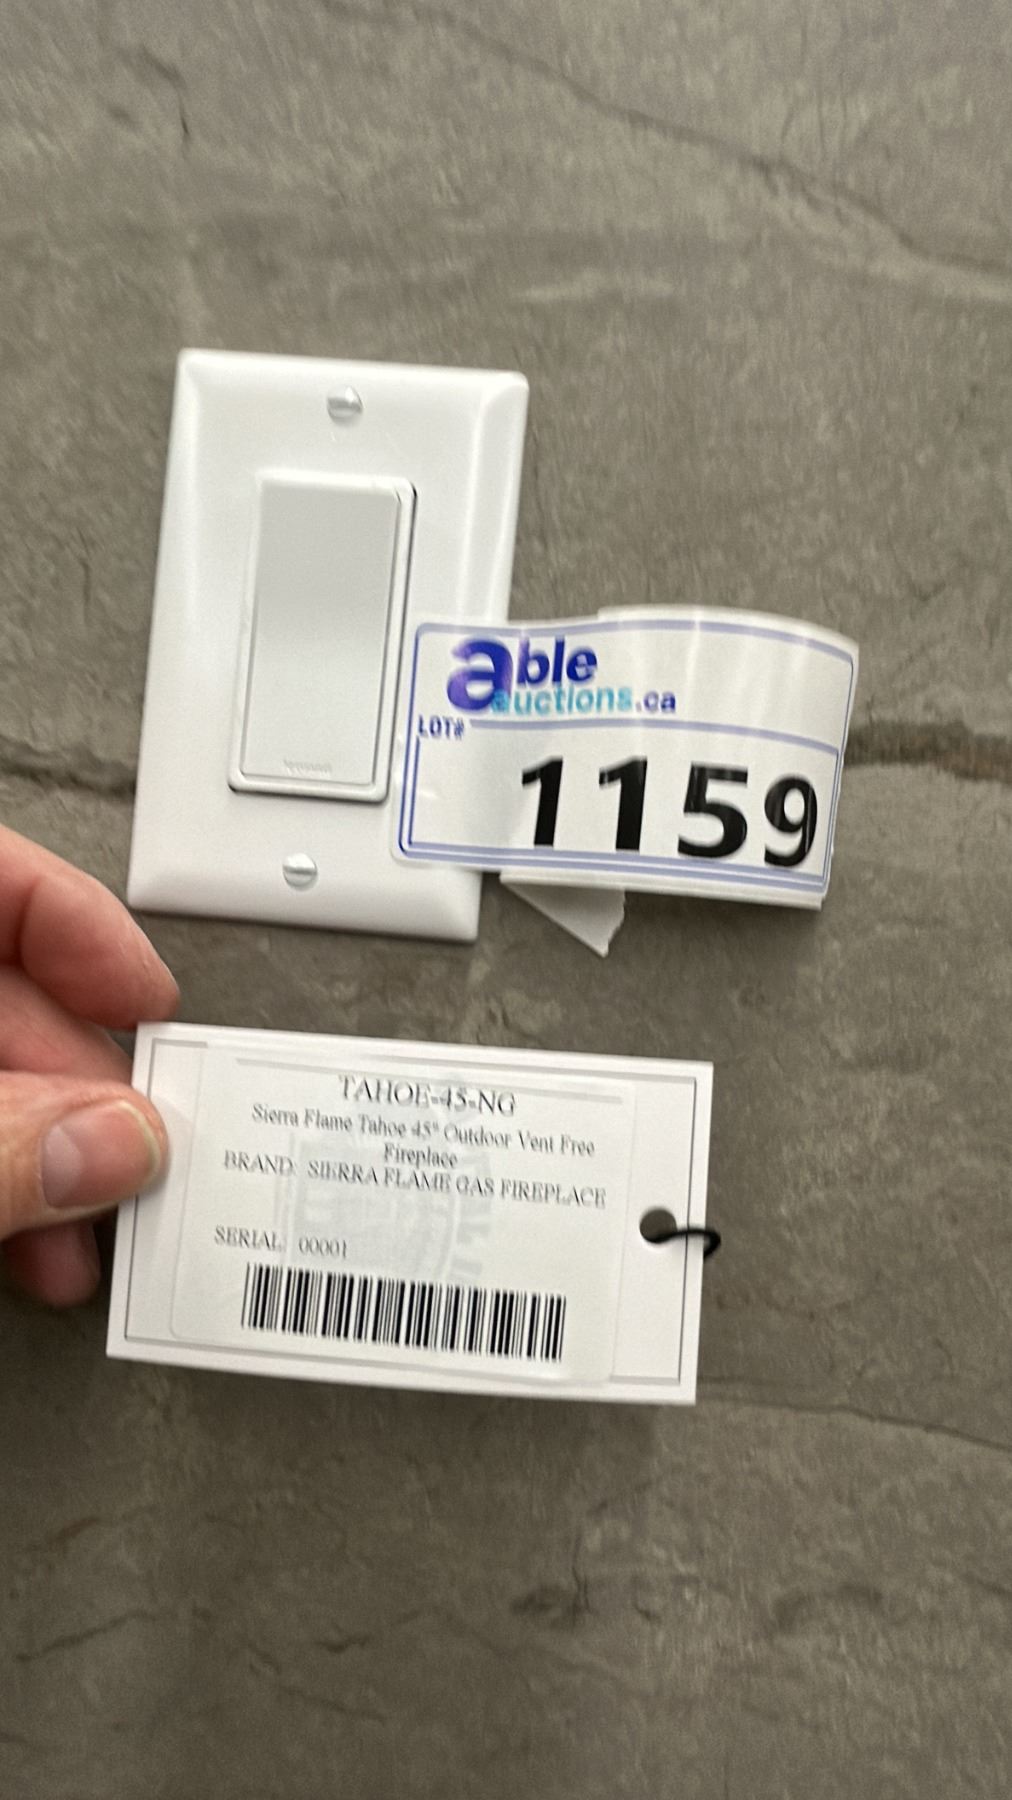 able
auctions.ca
LOT#
1159
TAHOE-45-NG
Sierra Flame Tahoe 45" Outdoor Vent Free
Fireplace
BRAND: SIERRA FLAME GAS FIREPLACE
SERIAL: 00001